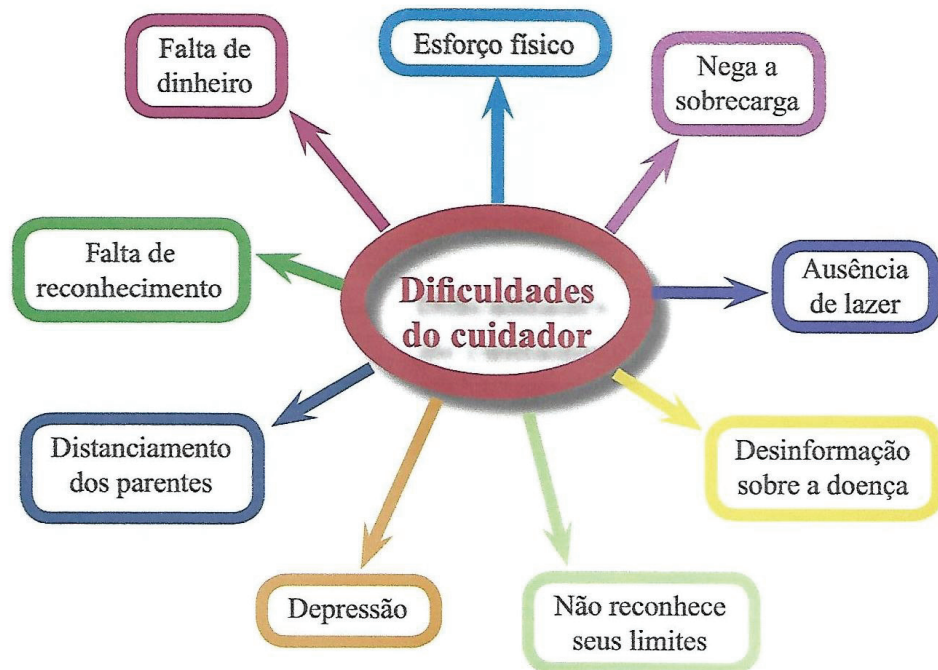 Falta de
dinheiro
Esforço físico
Nega a
sobrecarga
Falta de
reconhecimento
Dificuldades
do cuidador
Ausência
de lazer
Distanciamento
dos parentes
Desinformação
sobre a doença
Depressão
Não reconhece
seus limites